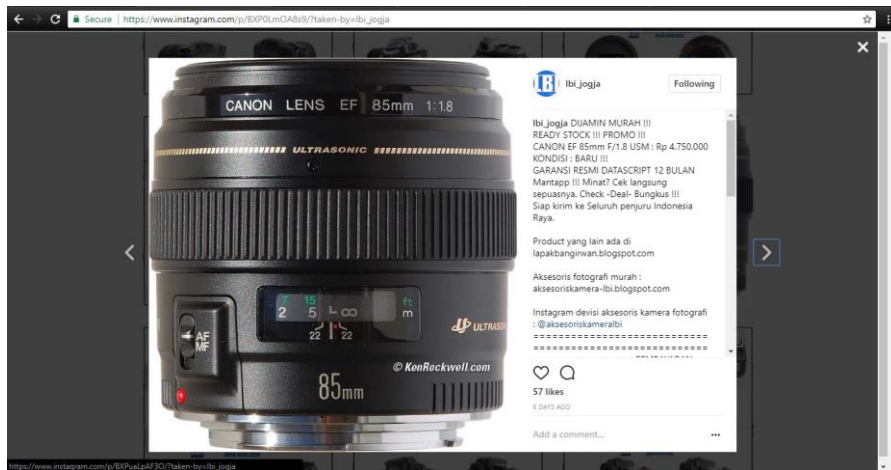 Secure | https://www.instagram.com/p/BXP0LmOA8s9/?taken-by=lbi_jogja
CANON LENS EF 85mm 1:1.8
ULTRASONIC
7 15 ft
2 5 ∞ m
22 22
AF
MF
ULTRASON
© KenRockwell.com
85mm
LBI lbi_jogja Following
lbi_jogja DIJAMIN MURAH !!!
READY STOCK !!! PROMO !!!
CANON EF 85mm F/1.8 USM : Rp 4.750.000
KONDISI : BARU !!!
GARANSI RESMI DATASCRIPT 12 BULAN
Mantapp !!! Minat? Cek langsung
sepuasnya. Check -Deal- Bungkus !!!
Siap kirim ke Seluruh penjuru Indonesia
Raya.
Product yang lain ada di
lapakbangirwan.blogspot.com
Aksesoris fotografi murah :
aksesoriskamera-lbi.blogspot.com
Instagram devisi aksesoris kamera fotografi
: @aksesoriskameralbi
============================
============================
57 likes
6 DAYS AGO
Add a comment...
https://www.instagram.com/p/BXPuaLpAF3O/?taken-by=lbi_jogja